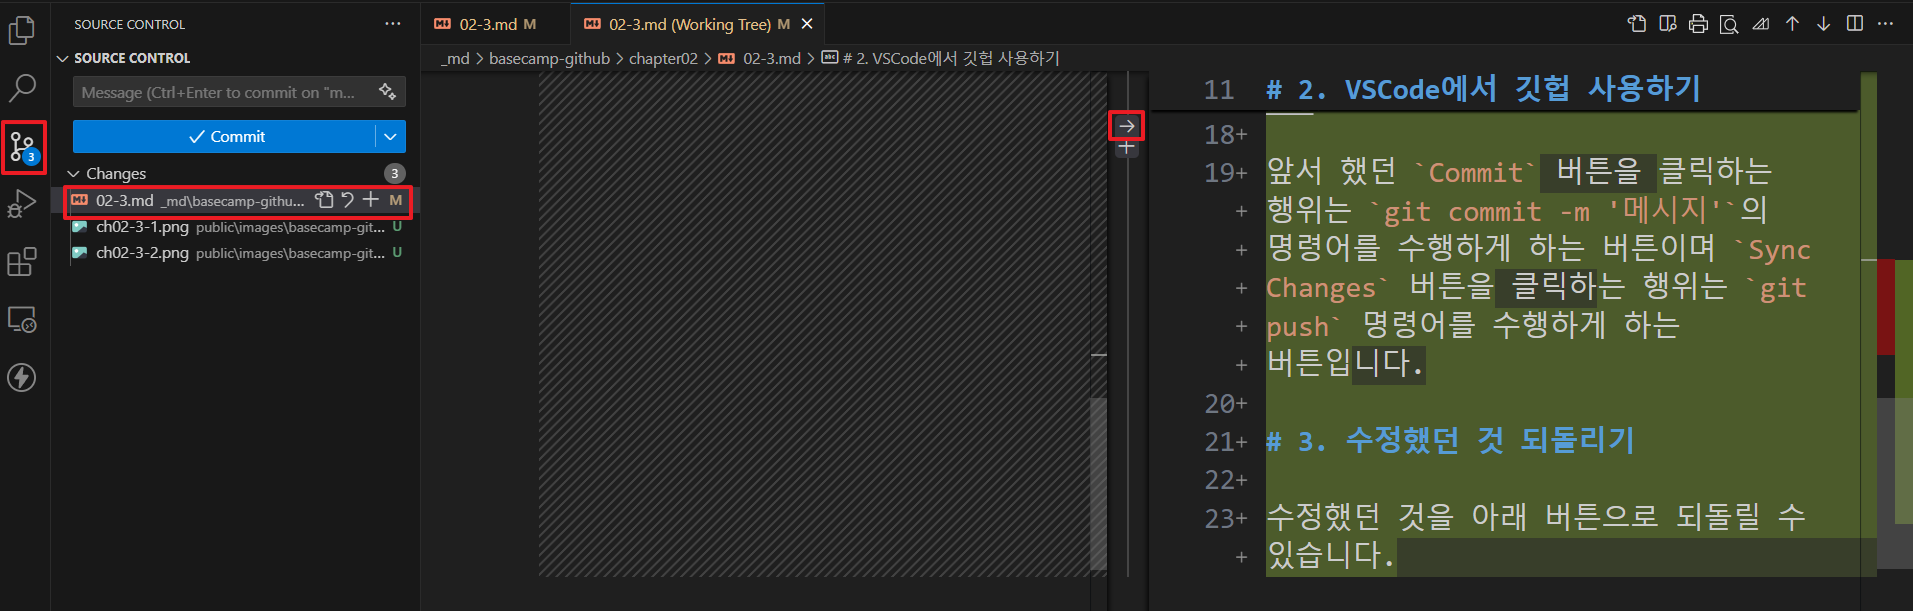 SOURCE CONTROL ...
SOURCE CONTROL
Message (Ctrl+Enter to commit on "m...
Commit
3
Changes 3
02-3.md _md\basecamp-githu... M
ch02-3-1.png public\images\basecamp-git... U
ch02-3-2.png public\images\basecamp-git... U
02-3.md M
02-3.md (Working Tree) M
_md > basecamp-github > chapter02 > 02-3.md > # 2. VSCode에서 깃헙 사용하기
11 # 2. VSCode에서 깃헙 사용하기
18+
19+ 앞서 했던 `Commit` 버튼을 클릭하는
+ 행위는 `git commit -m '메시지'`의
+ 명령어를 수행하게 하는 버튼이며 `Sync
+ Changes` 버튼을 클릭하는 행위는 `git
+ push` 명령어를 수행하게 하는
+ 버튼입니다.
20+
21+ # 3. 수정했던 것 되돌리기
22+
23+ 수정했던 것을 아래 버튼으로 되돌릴 수
+ 있습니다.